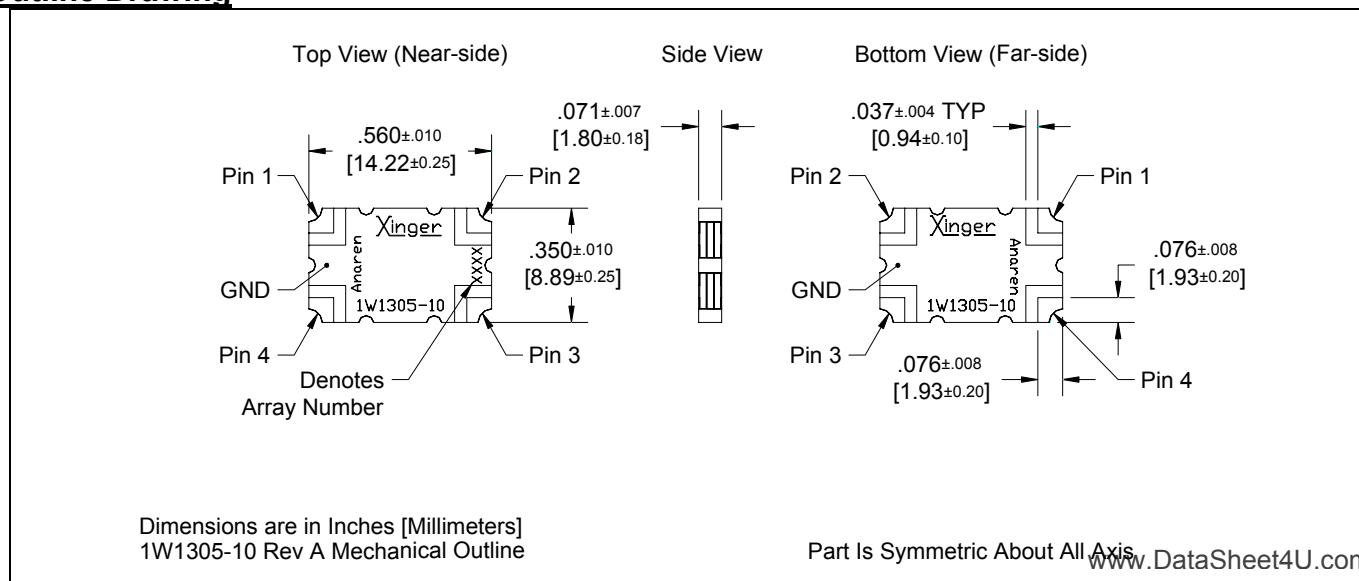 Outline Drawing
Top View (Near-side)
Side View
Bottom View (Far-side)
.560±.010
[14.22±0.25]
.071±.007
[1.80±0.18]
.037±.004 TYP
[0.94±0.10]
Pin 1
Pin 2
Pin 2
Pin 1
Xinger
Anaren
XXXX
1W1305-10
.350±.010
[8.89±0.25]
Xinger
Anaren
1W1305-10
.076±.008
[1.93±0.20]
GND
GND
Pin 4
Pin 3
Pin 3
Pin 4
Denotes
Array Number
.076±.008
[1.93±0.20]
Dimensions are in Inches [Millimeters]
1W1305-10 Rev A Mechanical Outline
Part Is Symmetric About All Axis
www.DataSheet4U.com